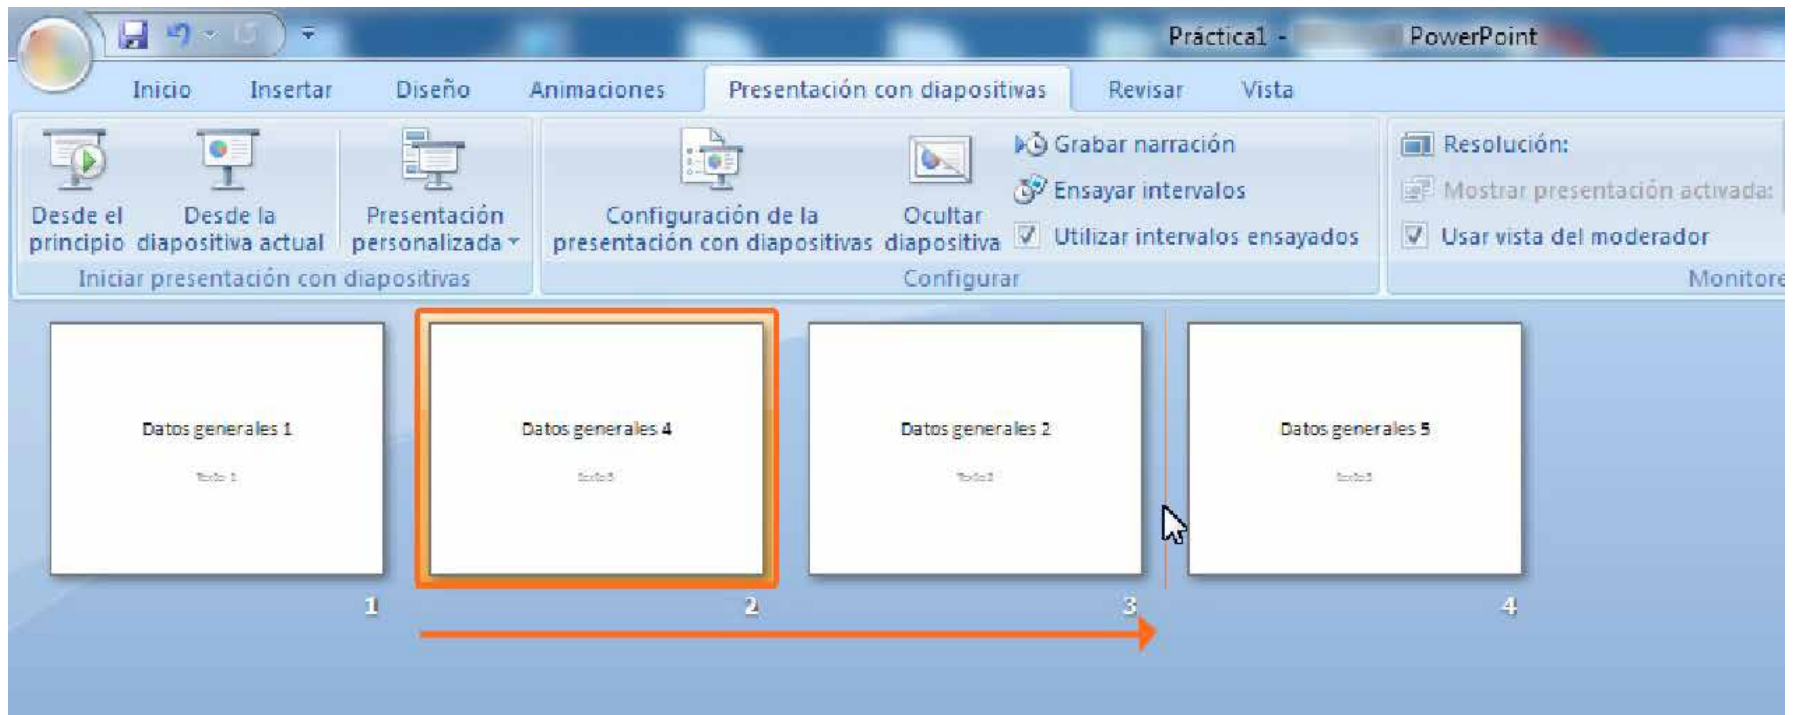 Práctica1 - PowerPoint
Inicio Insertar Diseño Animaciones Presentación con diapositivas Revisar Vista
Desde el principio
Desde la diapositiva actual
Presentación personalizada
Iniciar presentación con diapositivas
Configuración de la presentación con diapositivas
Ocultar diapositiva
Grabar narración
Ensayar intervalos
Utilizar intervalos ensayados
Configurar
Resolución:
Mostrar presentación activada:
Usar vista del moderador
Monitore
Datos generales 1
Texto 1
1
Datos generales 4
2
Datos generales 2
3
Datos generales 5
4